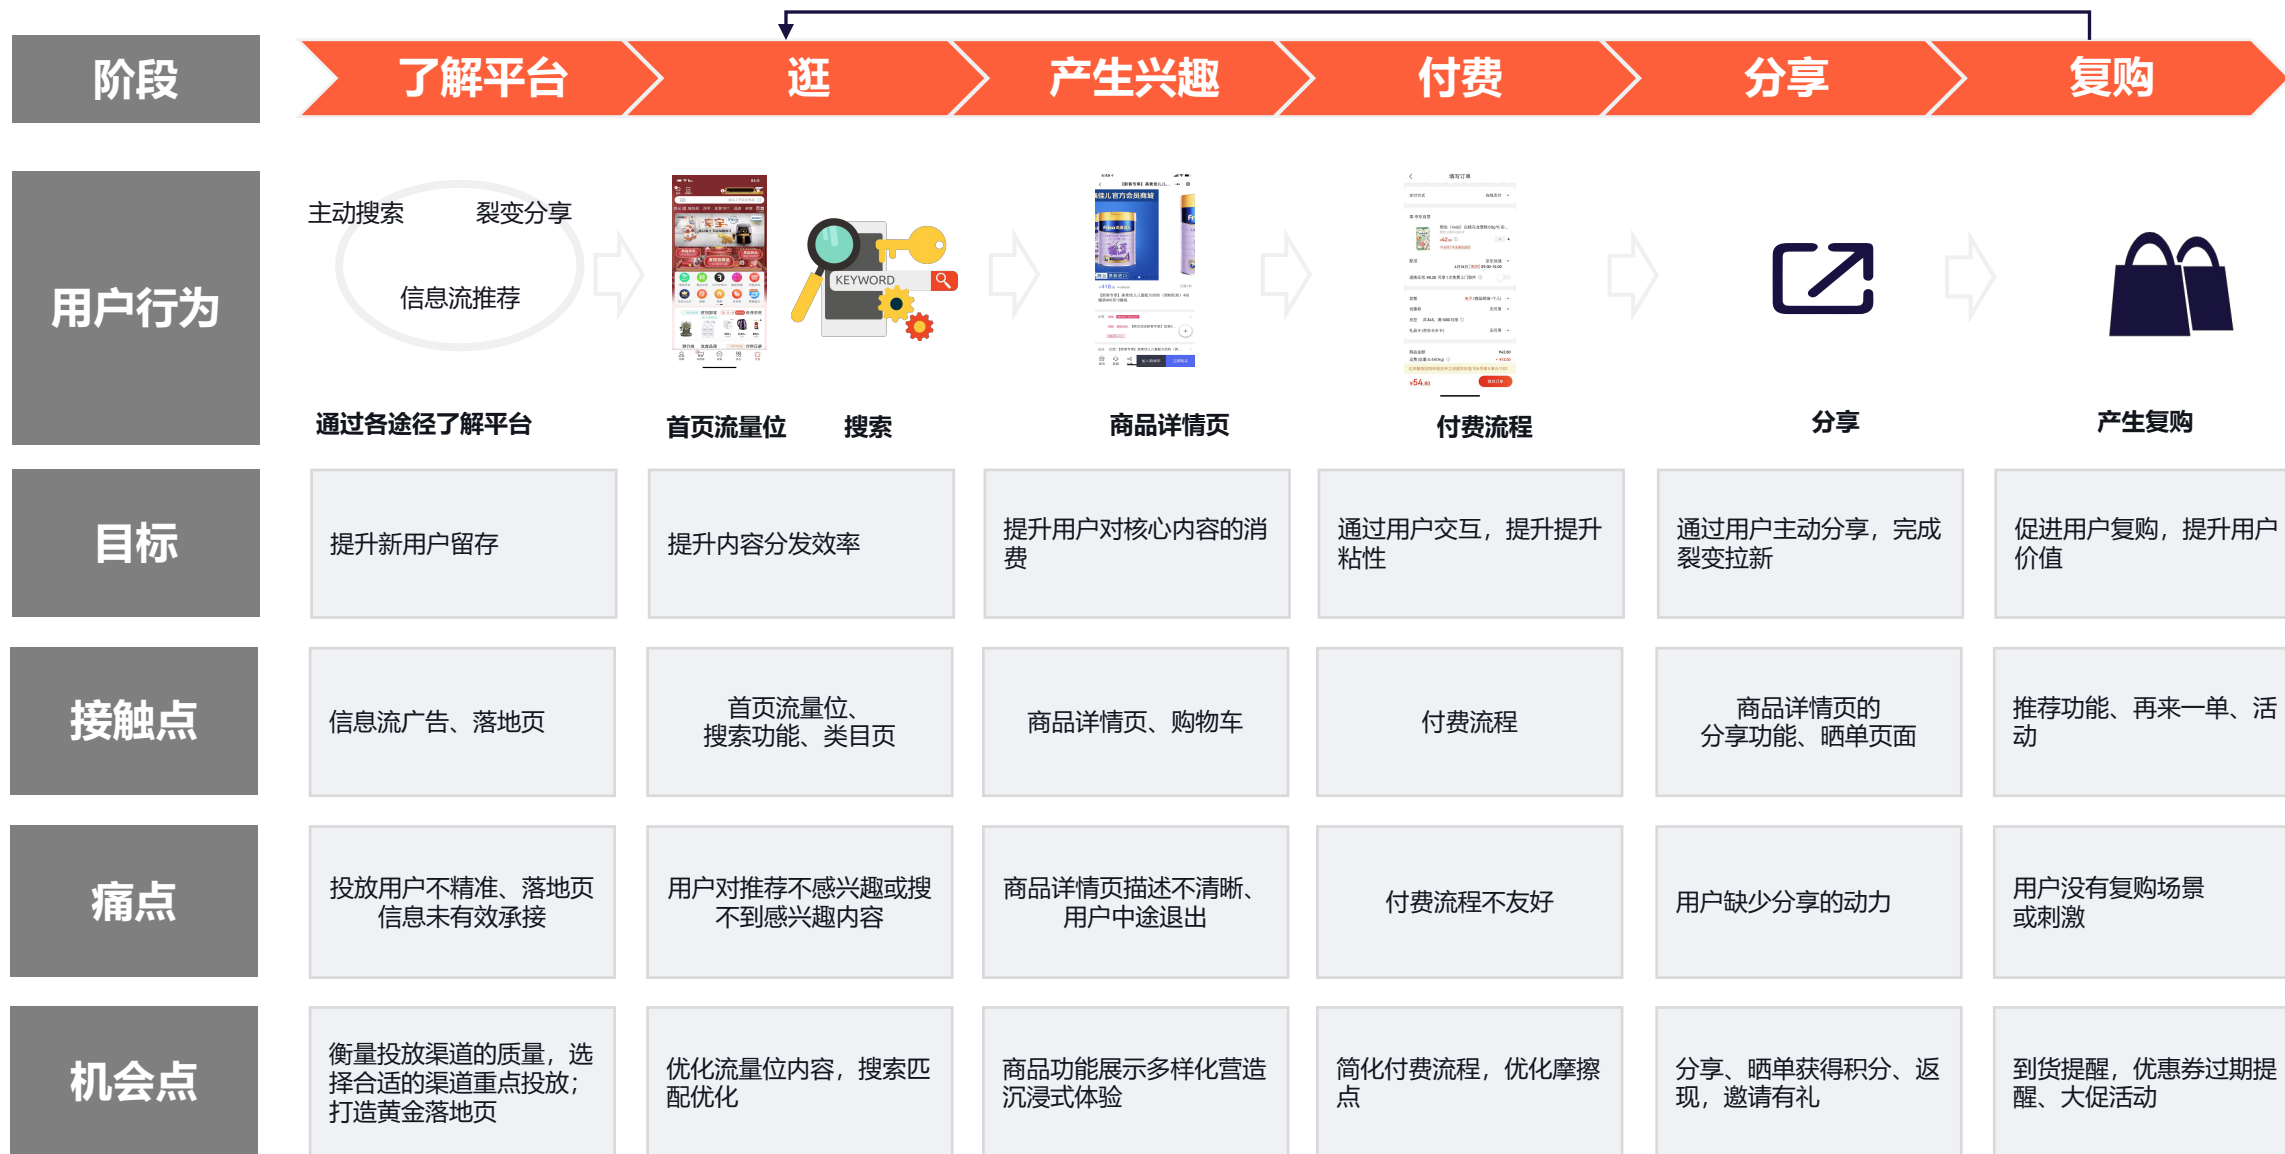 阶段
了解平台
逛
产生兴趣
付费
分享
复购
用户行为
主动搜索
裂变分享
信息流推荐
KEYWORD
填写订单
¥54.80
通过各途径了解平台
首页流量位
搜索
商品详情页
付费流程
分享
产生复购
目标
提升新用户留存
提升内容分发效率
提升用户对核心内容的消
费
通过用户交互，提升提升
粘性
通过用户主动分享，完成
裂变拉新
促进用户复购，提升用户
价值
接触点
信息流广告、落地页
首页流量位、
搜索功能、类目页
商品详情页、购物车
付费流程
商品详情页的
分享功能、晒单页面
推荐功能、再来一单、活
动
痛点
投放用户不精准、落地页
信息未有效承接
用户对推荐不感兴趣或搜
不到感兴趣内容
商品详情页描述不清晰、
用户中途退出
付费流程不友好
用户缺少分享的动力
用户没有复购场景
或刺激
机会点
衡量投放渠道的质量，选
择合适的渠道重点投放；
打造黄金落地页
优化流量位内容，搜索匹
配优化
商品功能展示多样化营造
沉浸式体验
简化付费流程，优化摩擦
点
分享、晒单获得积分、返
现，邀请有礼
到货提醒，优惠券过期提
醒、大促活动